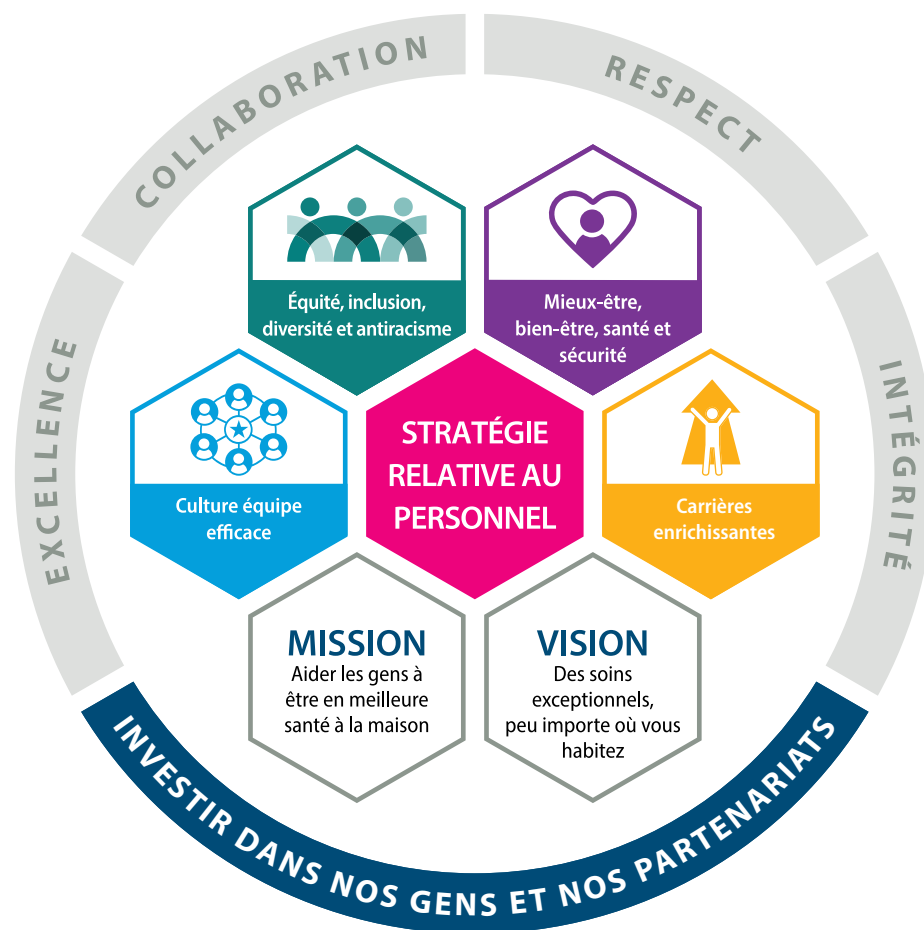 COLLABORATION
RESPECT
EXCELLENCE
INTÉGRITÉ
Équité, inclusion,
diversité et antiracisme
Mieux-être,
bien-être, santé et
sécurité
Culture équipe
efficace
STRATÉGIE
RELATIVE AU
PERSONNEL
Carrières
enrichissantes
MISSION
Aider les gens à
être en meilleure
santé à la maison
VISION
Des soins
exceptionnels,
peu importe où vous
habitez
INVESTIR DANS NOS GENS ET NOS PARTENARIATS